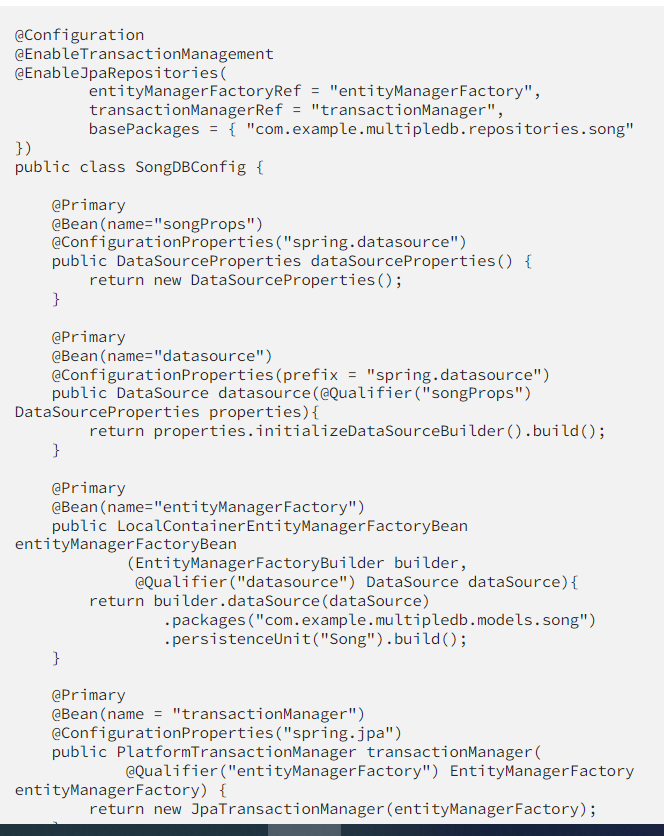 @Configuration
@EnableTransactionManagement
@EnableJpaRepositories(
        entityManagerFactoryRef = "entityManagerFactory",
        transactionManagerRef = "transactionManager",
        basePackages = { "com.example.multipledb.repositories.song"
})
public class SongDBConfig {

    @Primary
    @Bean(name="songProps")
    @ConfigurationProperties("spring.datasource")
    public DataSourceProperties dataSourceProperties() {
        return new DataSourceProperties();
    }

    @Primary
    @Bean(name="datasource")
    @ConfigurationProperties(prefix = "spring.datasource")
    public DataSource datasource(@Qualifier("songProps")
DataSourceProperties properties){
        return properties.initializeDataSourceBuilder().build();
    }

    @Primary
    @Bean(name="entityManagerFactory")
    public LocalContainerEntityManagerFactoryBean
entityManagerFactoryBean
            (EntityManagerFactoryBuilder builder,
             @Qualifier("datasource") DataSource dataSource){
        return builder.dataSource(dataSource)
                .packages("com.example.multipledb.models.song")
                .persistenceUnit("Song").build();
    }

    @Primary
    @Bean(name = "transactionManager")
    @ConfigurationProperties("spring.jpa")
    public PlatformTransactionManager transactionManager(
            @Qualifier("entityManagerFactory") EntityManagerFactory
entityManagerFactory) {
        return new JpaTransactionManager(entityManagerFactory);